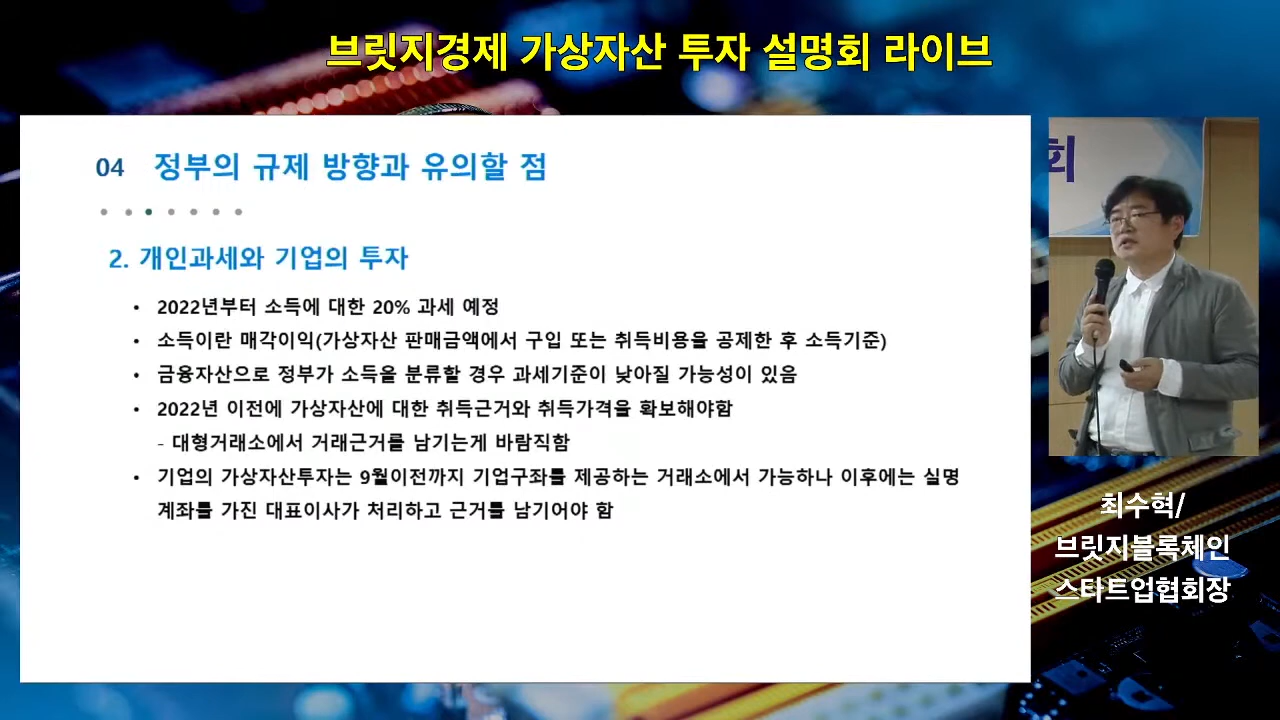 브릿지경제 가상자산 투자 설명회 라이브
04 정부의 규제 방향과 유의할 점
2. 개인과세와 기업의 투자
• 2022년부터 소득에 대한 20% 과세 예정
• 소득이란 매각이익(가상자산 판매금액에서 구입 또는 취득비용을 공제한 후 소득기준)
• 금융자산으로 정부가 소득을 분류할 경우 과세기준이 낮아질 가능성이 있음
• 2022년 이전에 가상자산에 대한 취득근거와 취득가격을 확보해야함
- 대형거래소에서 거래근거를 남기는게 바람직함
• 기업의 가상자산투자는 9월이전까지 기업구좌를 제공하는 거래소에서 가능하나 이후에는 실명
계좌를 가진 대표이사가 처리하고 근거를 남기어야 함
회
최수혁/
브릿지블록체인
스타트업협회장